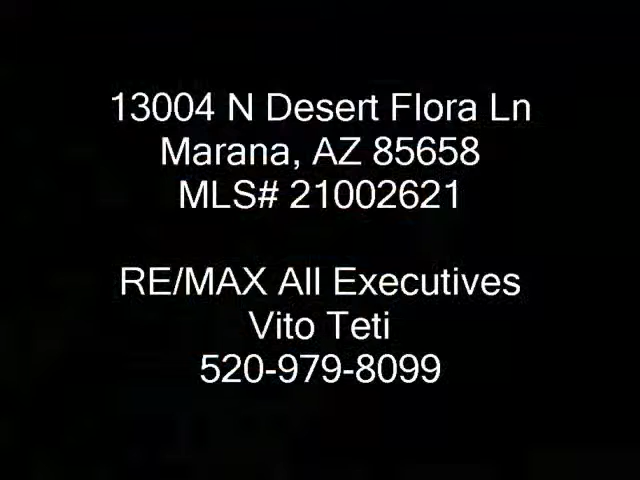 13004 N Desert Flora Ln
Marana, AZ 85658
MLS# 21002621
RE/MAX All Executives
Vito Teti
520-979-8099